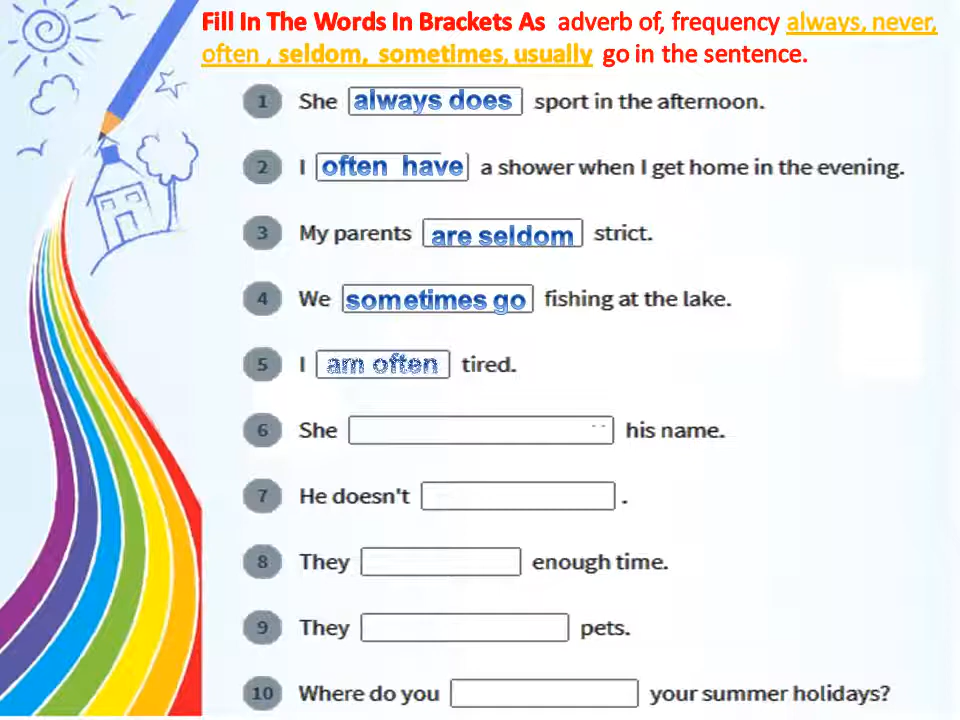 Fill In The Words In Brackets As adverb of, frequency always, never,
often , seldom, sometimes, usually go in the sentence.
1 She always does sport in the afternoon.
2 I often have a shower when I get home in the evening.
3 My parents are seldom strict.
4 We sometimes go fishing at the lake.
5 I am often tired.
6 She his name.
7 He doesn't .
8 They enough time.
9 They pets.
10 Where do you your summer holidays?